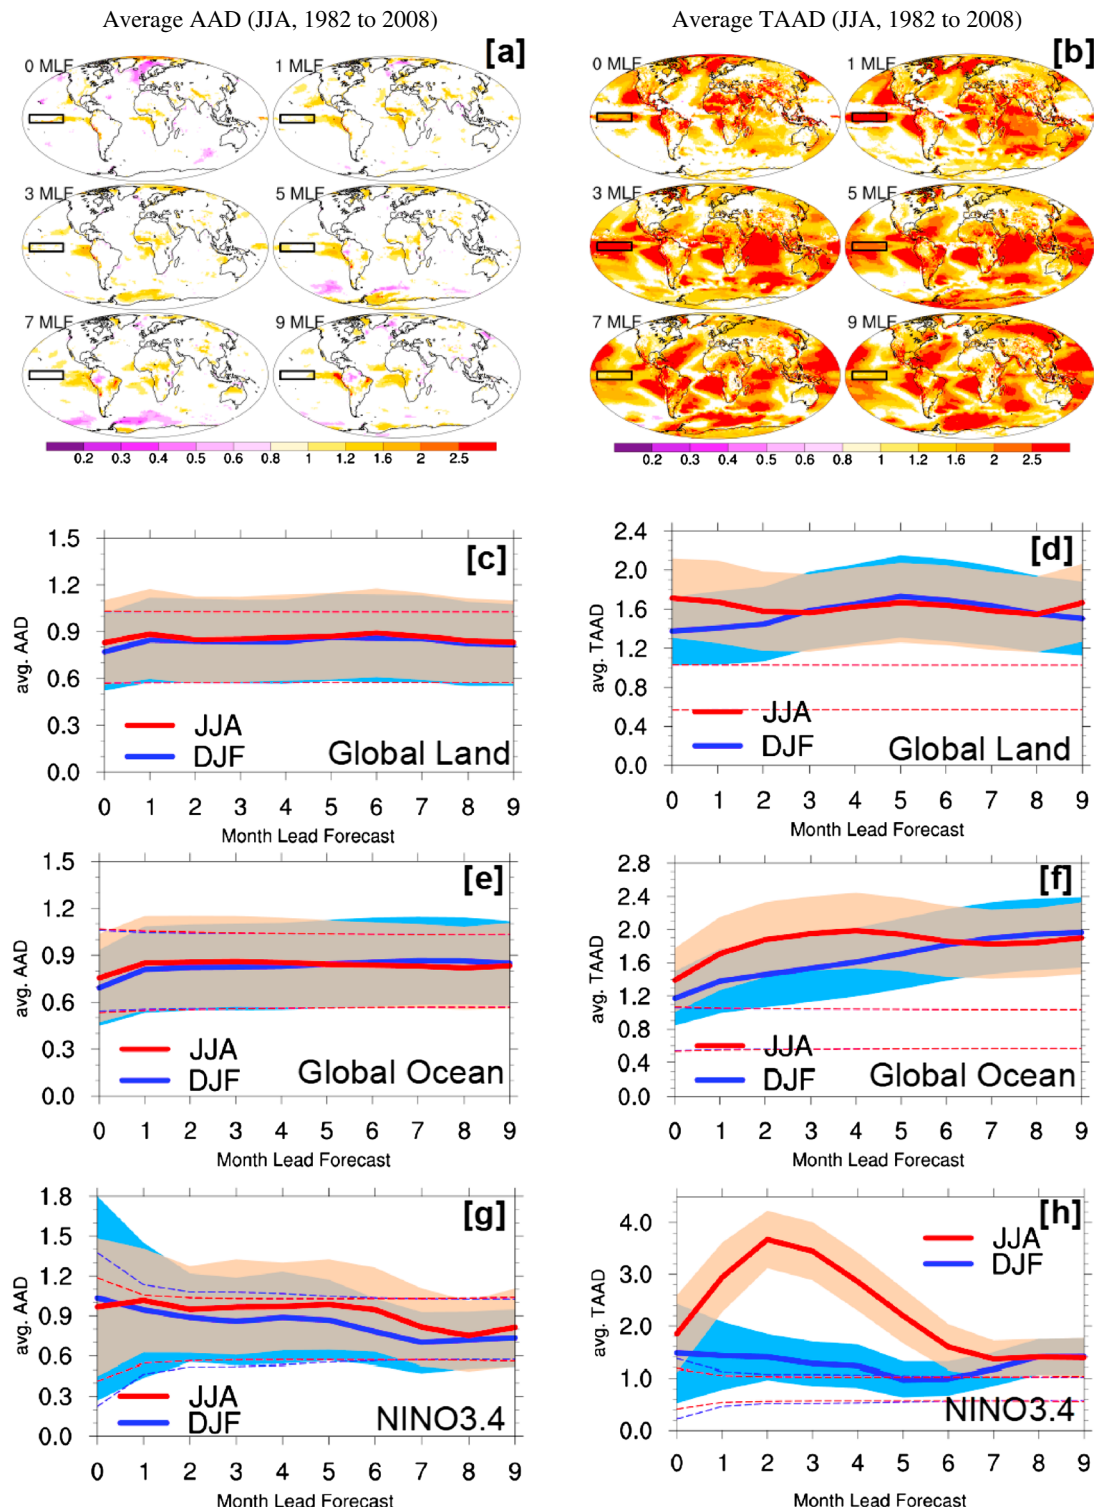 Average AAD (JJA, 1982 to 2008)
Average TAAD (JJA, 1982 to 2008)
[a]
0 MLF
1 MLF
3 MLF
5 MLF
7 MLF
9 MLF
0.2 0.3 0.4 0.5 0.6 0.8 1 1.2 1.6 2 2.5
[b]
0 MLF
1 MLF
3 MLF
5 MLF
7 MLF
9 MLF
0.2 0.3 0.4 0.5 0.6 0.8 1 1.2 1.6 2 2.5
[c]
1.5
1.2
0.9
0.6
0.3
0.0
avg. AAD
JJA
DJF
Global Land
0 1 2 3 4 5 6 7 8 9
Month Lead Forecast
[d]
2.4
2.0
1.6
1.2
0.8
0.4
0.0
avg. TAAD
JJA
DJF
Global Land
0 1 2 3 4 5 6 7 8 9
Month Lead Forecast
[e]
1.5
1.2
0.9
0.6
0.3
0.0
avg. AAD
JJA
DJF
Global Ocean
0 1 2 3 4 5 6 7 8 9
Month Lead Forecast
[f]
2.8
2.4
2.0
1.6
1.2
0.8
0.4
0.0
avg. TAAD
JJA
DJF
Global Ocean
0 1 2 3 4 5 6 7 8 9
Month Lead Forecast
[g]
1.8
1.5
1.2
0.9
0.6
0.3
0.0
avg. AAD
JJA
DJF
NINO3.4
0 1 2 3 4 5 6 7 8 9
Month Lead Forecast
[h]
4.0
3.0
2.0
1.0
0.0
avg. TAAD
JJA
DJF
NINO3.4
0 1 2 3 4 5 6 7 8 9
Month Lead Forecast